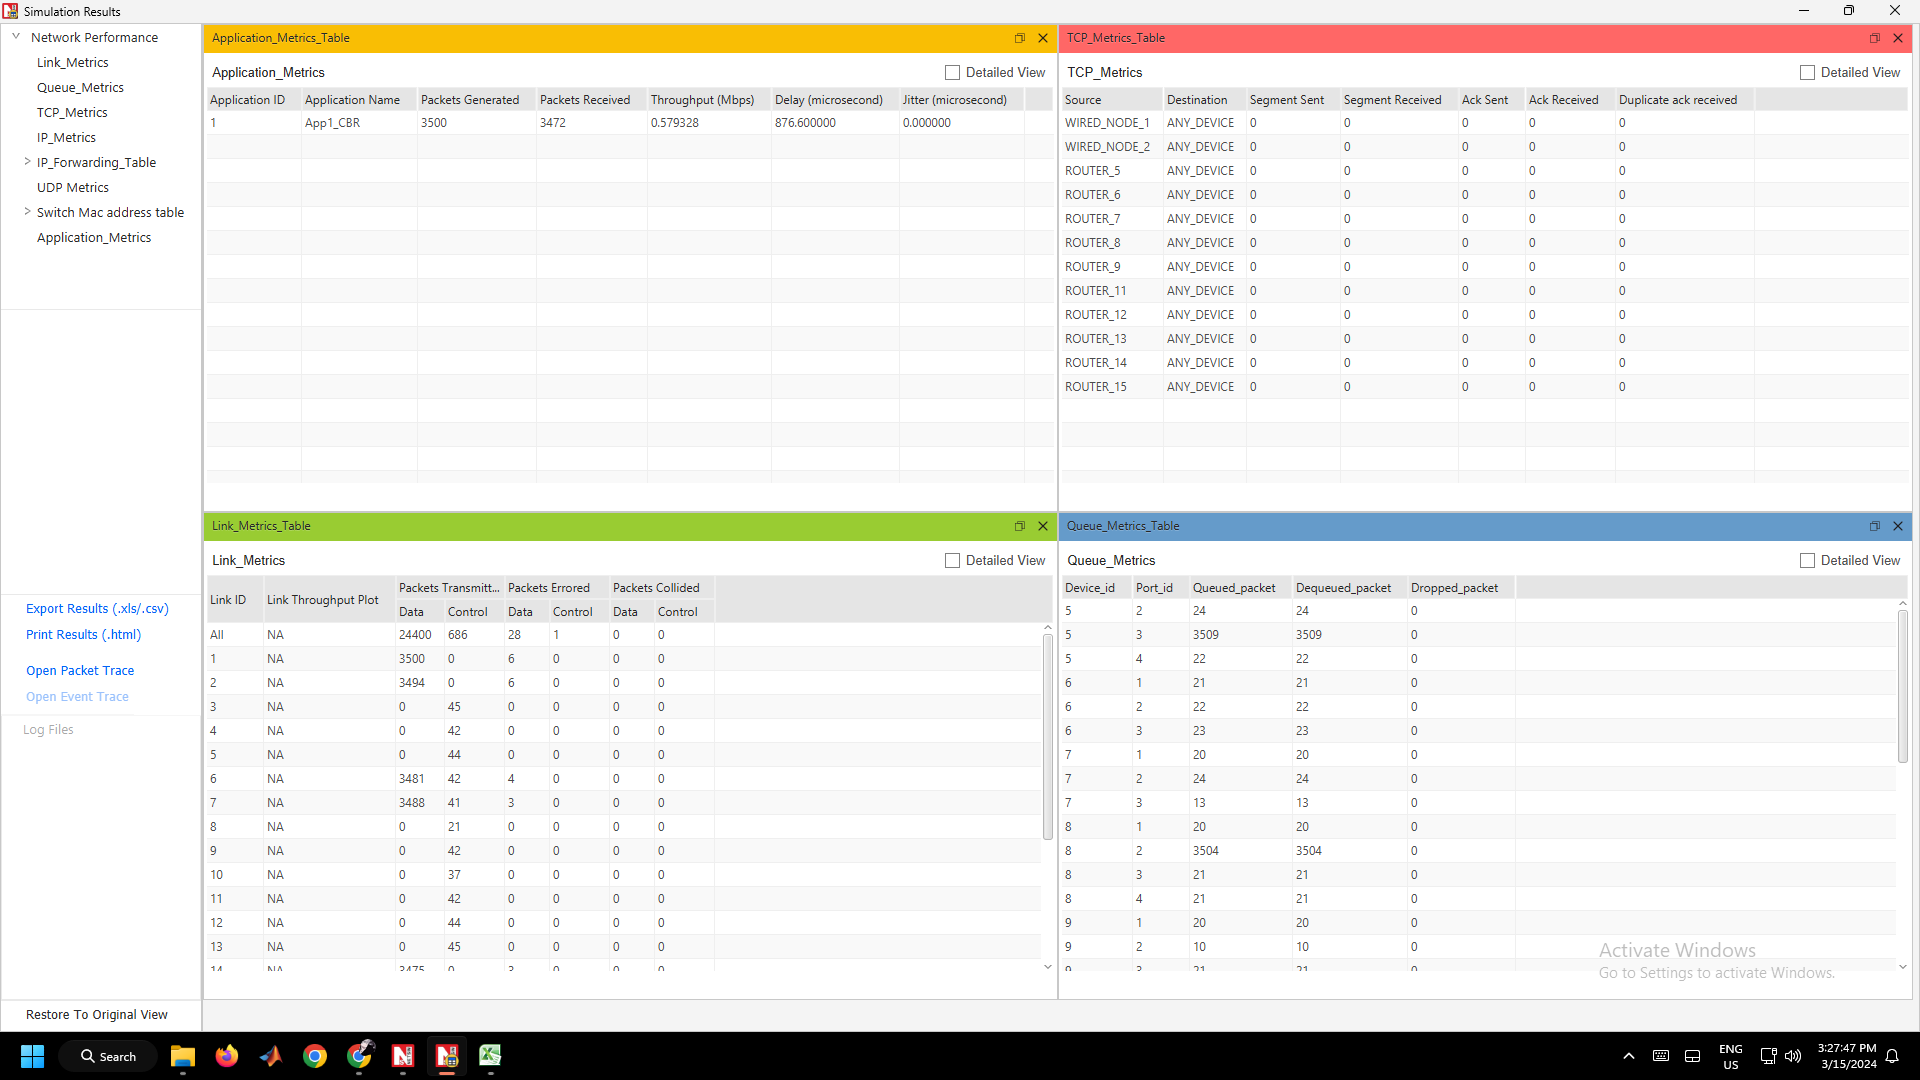 Simulation Results
Network Performance
Link_Metrics
Queue_Metrics
TCP_Metrics
IP_Metrics
IP_Forwarding_Table
UDP Metrics
Switch Mac address table
Application_Metrics
Export Results (.xls/.csv)
Print Results (.html)
Open Packet Trace
Open Event Trace
Log Files
Restore To Original View
Application_Metrics_Table
Application_Metrics Detailed View
Application ID Application Name Packets Generated Packets Received Throughput (Mbps) Delay (microsecond) Jitter (microsecond)
1 App1_CBR 3500 3472 0.579328 876.600000 0.000000
TCP_Metrics_Table
TCP_Metrics Detailed View
Source Destination Segment Sent Segment Received Ack Sent Ack Received Duplicate ack received
WIRED_NODE_1 ANY_DEVICE 0 0 0 0 0
WIRED_NODE_2 ANY_DEVICE 0 0 0 0 0
ROUTER_5 ANY_DEVICE 0 0 0 0 0
ROUTER_6 ANY_DEVICE 0 0 0 0 0
ROUTER_7 ANY_DEVICE 0 0 0 0 0
ROUTER_8 ANY_DEVICE 0 0 0 0 0
ROUTER_9 ANY_DEVICE 0 0 0 0 0
ROUTER_11 ANY_DEVICE 0 0 0 0 0
ROUTER_12 ANY_DEVICE 0 0 0 0 0
ROUTER_13 ANY_DEVICE 0 0 0 0 0
ROUTER_14 ANY_DEVICE 0 0 0 0 0
ROUTER_15 ANY_DEVICE 0 0 0 0 0
Link_Metrics_Table
Link_Metrics Detailed View
Link ID Link Throughput Plot Packets Transmitt... Packets Errored Packets Collided
Data Control Data Control Data Control
All NA 24400 686 28 1 0 0
1 NA 3500 0 6 0 0 0
2 NA 3494 0 6 0 0 0
3 NA 0 45 0 0 0 0
4 NA 0 42 0 0 0 0
5 NA 0 44 0 0 0 0
6 NA 3481 42 4 0 0 0
7 NA 3488 41 3 0 0 0
8 NA 0 21 0 0 0 0
9 NA 0 42 0 0 0 0
10 NA 0 37 0 0 0 0
11 NA 0 42 0 0 0 0
12 NA 0 44 0 0 0 0
13 NA 0 45 0 0 0 0
14 NA 3475 0 3 0 0 0
Queue_Metrics_Table
Queue_Metrics Detailed View
Device_id Port_id Queued_packet Dequeued_packet Dropped_packet
5 2 24 24 0
5 3 3509 3509 0
5 4 22 22 0
6 1 21 21 0
6 2 22 22 0
6 3 23 23 0
7 1 20 20 0
7 2 24 24 0
7 3 13 13 0
8 1 20 20 0
8 2 3504 3504 0
8 3 21 21 0
8 4 21 21 0
9 1 20 20 0
9 2 10 10 0
9 3 21 21 0
Activate Windows
Go to Settings to activate Windows.
Search
ENG
US
3:27:47 PM
3/15/2024